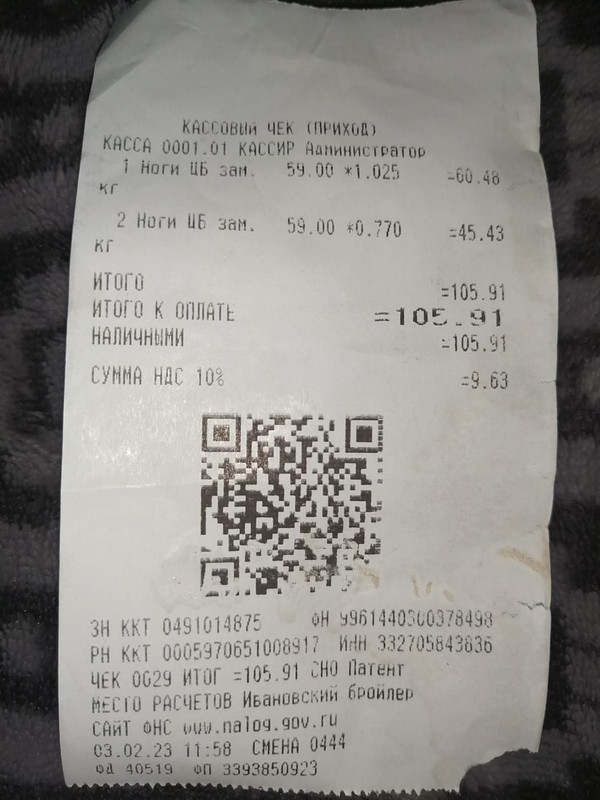 КАССОВЫЙ ЧЕК (ПРИХОД)
КАССА 0001.01 КАССИР Администратор
1 Ноги ЦБ зам. 59.00 *1.025 =60.48
кг
2 Ноги ЦБ зам. 59.00 *0.770 =45.43
кг
ИТОГО =105.91
ИТОГО К ОПЛАТЕ =105.91
НАЛИЧНЫМИ =105.91
СУММА НДС 10% =9.63
ЗН ККТ 0491014875 ФН 9961440300378498
РН ККТ 0005970651008917 ИНН 332705843836
ЧЕК 0029 ИТОГ =105.91 СНО Патент
МЕСТО РАСЧЕТОВ Ивановский бройлер
САЙТ ФНС www.nalog.gov.ru
03.02.23 11:58 СМЕНА 0444
ФД 40519 ФП 3393850923